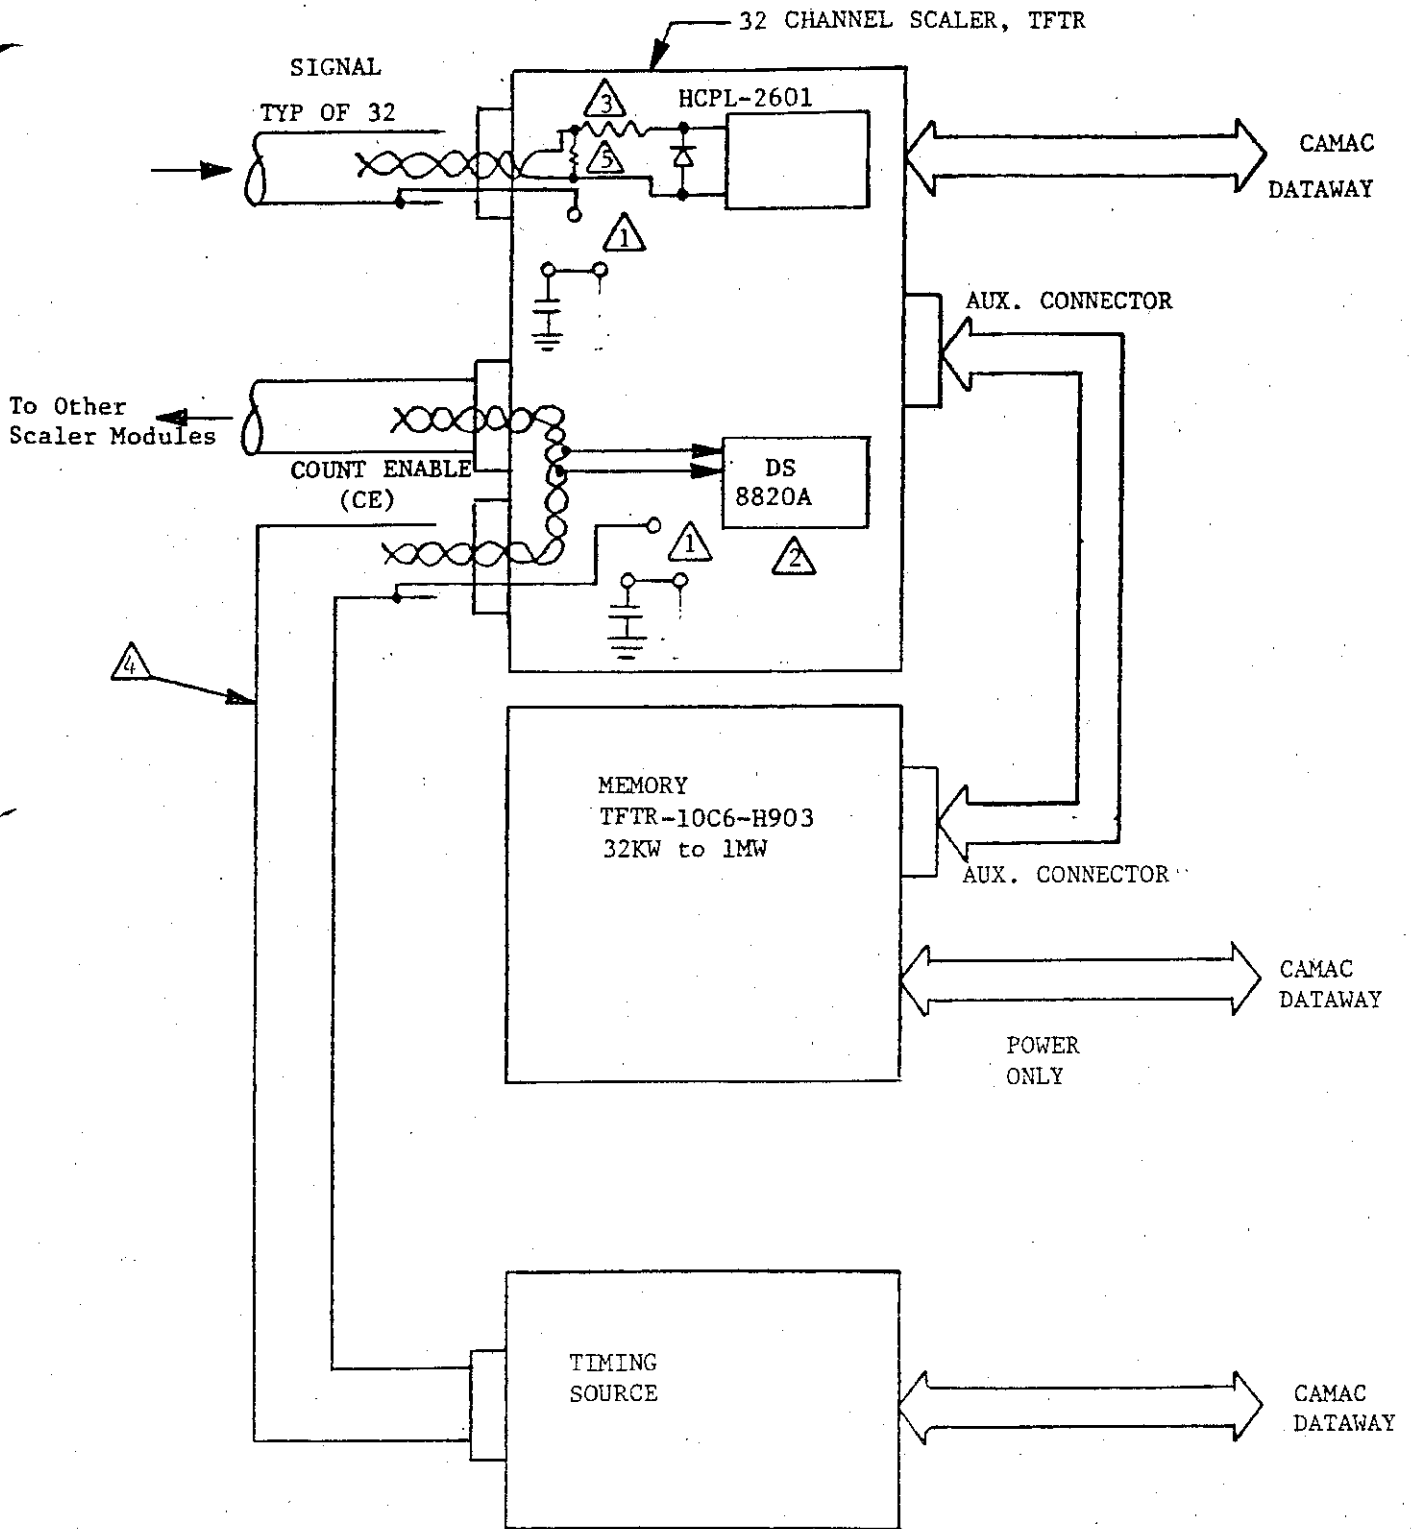 32 CHANNEL SCALER, TFTR
SIGNAL
TYP OF 32
3
HCPL-2601
5
CAMAC
DATAWAY
1
AUX. CONNECTOR
To Other
Scaler Modules
COUNT ENABLE
(CE)
DS
8820A
1
2
4
MEMORY
TFTR-10C6-H903
32KW to 1MW
AUX. CONNECTOR
CAMAC
DATAWAY
POWER
ONLY
TIMING
SOURCE
CAMAC
DATAWAY